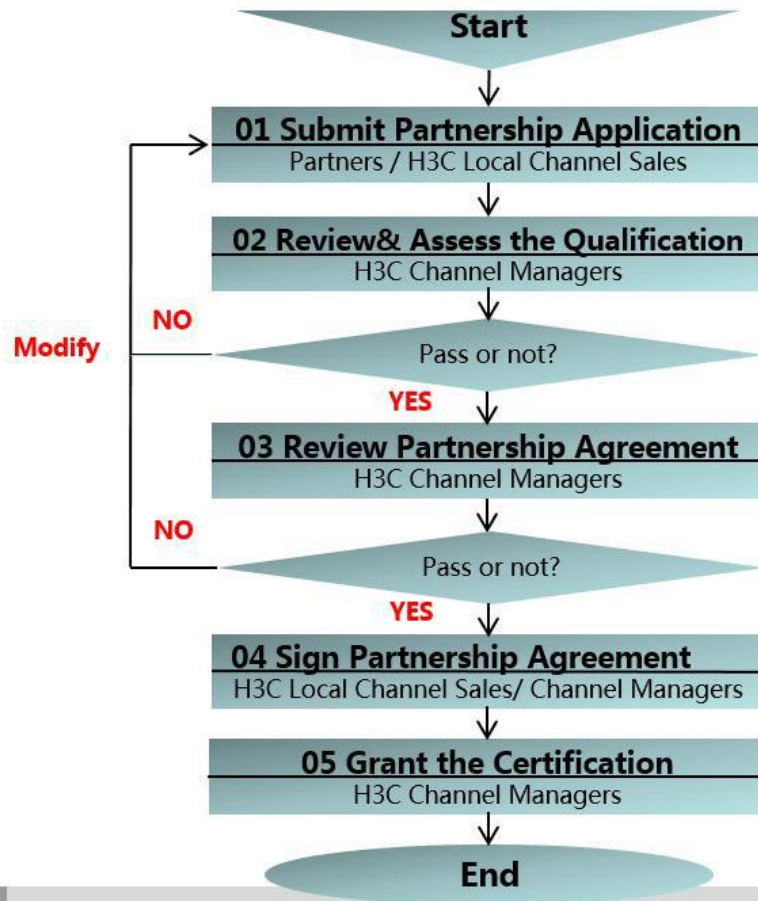 Start
01 Submit Partnership Application
Partners / H3C Local Channel Sales
02 Review& Assess the Qualification
H3C Channel Managers
NO
Modify
Pass or not?
YES
03 Review Partnership Agreement
H3C Channel Managers
NO
Pass or not?
YES
04 Sign Partnership Agreement
H3C Local Channel Sales/ Channel Managers
05 Grant the Certification
H3C Channel Managers
End